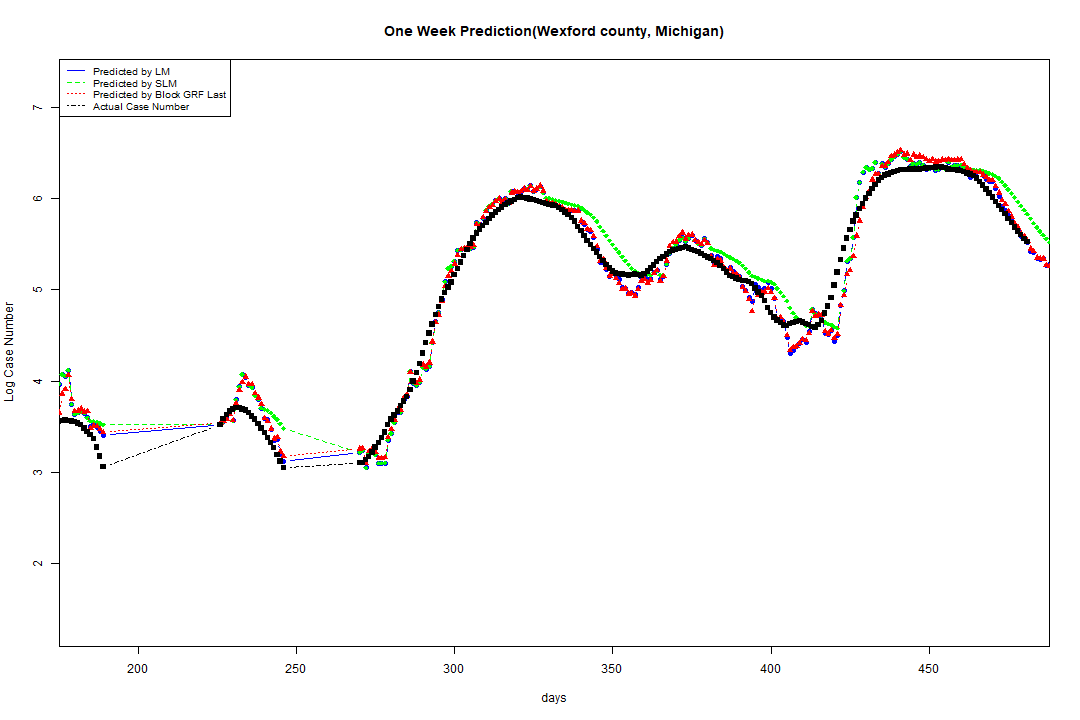 One Week Prediction(Wexford county, Michigan)
Predicted by LM
Predicted by SLM
Predicted by Block GRF Last
Actual Case Number
7
6
5
4
3
2
Log Case Number
200 250 300 350 400 450
days